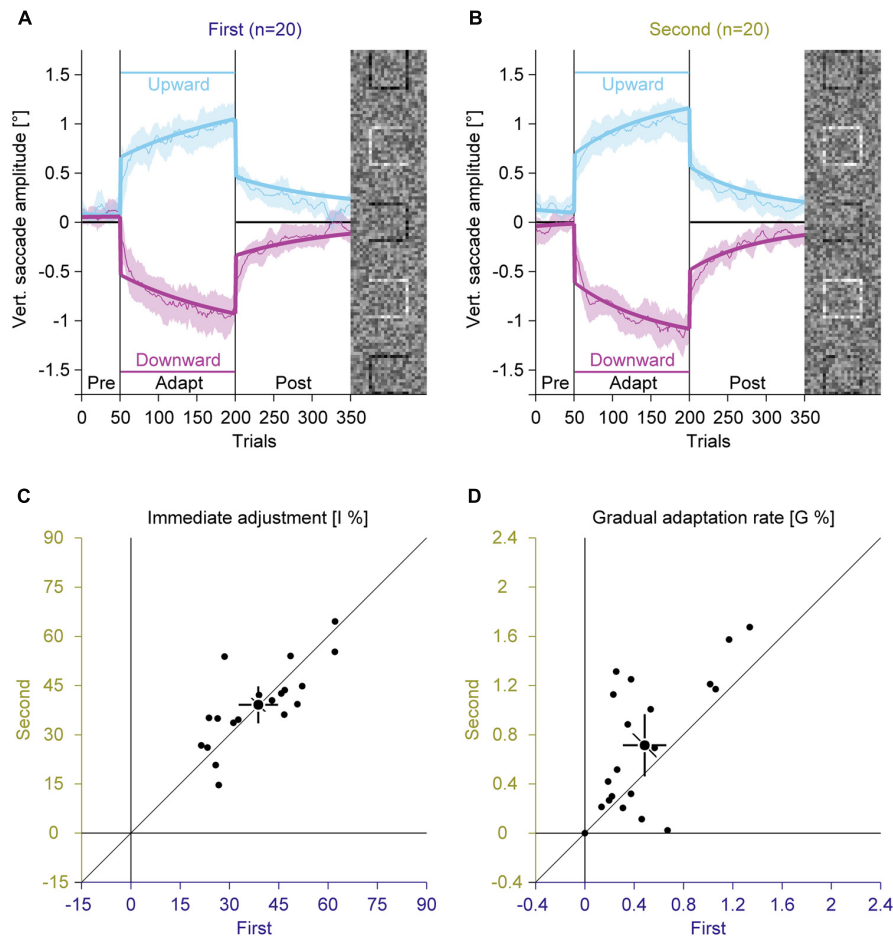 A
First (n=20)
B
Second (n=20)
Vert. saccade amplitude [°]
1.5
1
0.5
0
-0.5
-1
-1.5
Upward
Downward
Pre
Adapt
Post
0 50 100 150 200 250 300 350
Trials
Vert. saccade amplitude [°]
1.5
1
0.5
0
-0.5
-1
-1.5
Upward
Downward
Pre
Adapt
Post
0 50 100 150 200 250 300 350
Trials
C
Immediate adjustment [I %]
Second
90
75
60
45
30
15
0
-15
-15 0 15 30 45 60 75 90
First
D
Gradual adaptation rate [G %]
Second
2.4
2
1.6
1.2
0.8
0.4
0
-0.4
-0.4 0 0.4 0.8 1.2 1.6 2 2.4
First